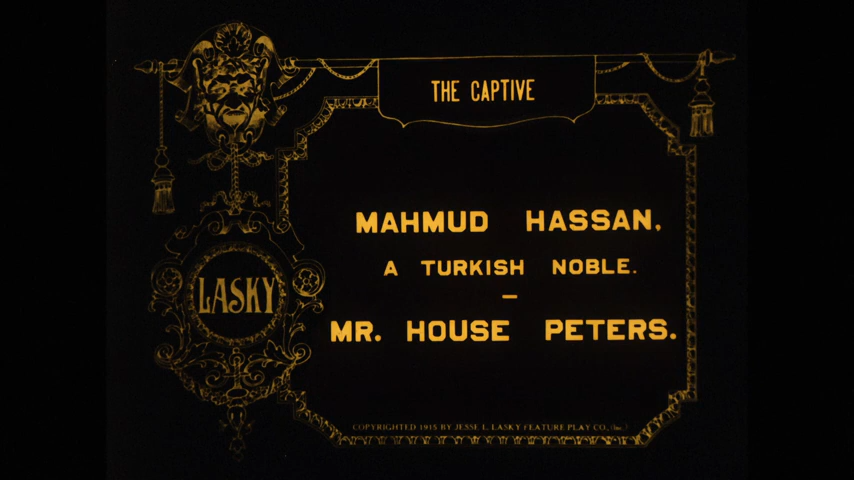 THE CAPTIVE
MAHMUD HASSAN,
A TURKISH NOBLE.
–
MR. HOUSE PETERS.
LASKY
COPYRIGHTED 1915 BY JESSE L. LASKY FEATURE PLAY CO., (Inc.)